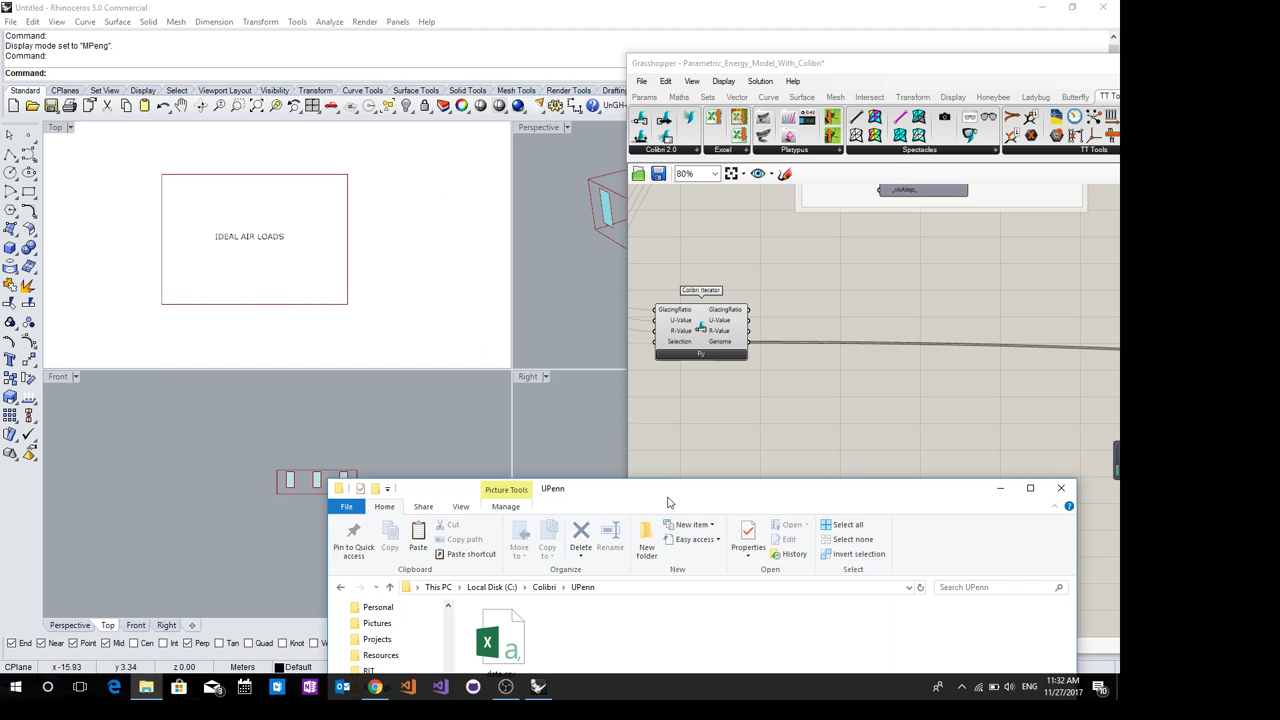 Untitled - Rhinoceros 5.0 Commercial
File Edit View Curve Surface Solid Mesh Dimension Transform Tools Analyze Render Panels Help
Command:
Display mode set to "MPeng".
Command:
Command:
Standard CPlanes Set View Display Select Viewport Layout Visibility Transform Curve Tools Surface Tools Solid Tools Mesh Tools Render Tools Draftin
UnGH
Top
Perspective
IDEAL AIR LOADS
Front
Right
Grasshopper - Parametric_Energy_Model_With_Colibri*
File Edit View Display Solution Help
Params Maths Sets Vector Curve Surface Mesh Intersect Transform Display Honeybee Ladybug Butterfly TT To
Colibri 2.0 Excel Platypus Spectacles TT Tools
80%
_visAbsp_
Colibri Iterator
GlazingRatio GlazingRatio
U-Value U-Value
R-Value R-Value
Selection Genome
Fly
Picture Tools UPenn
File Home Share View Manage
Pin to Quick access
Copy
Paste
Cut
Copy path
Paste shortcut
Move to
Copy to
Delete
Rename
New folder
New item
Easy access
Properties
Open
Edit
History
Select all
Select none
Invert selection
Clipboard Organize New Open Select
This PC Local Disk (C:) Colibri UPenn
Search UPenn
Personal
Pictures
Projects
Resources
RIT
data.csv
Perspective Top Front Right
End Near Point Mid Cen Int Perp Tan Quad Knot
CPlane x -15.93 y 3.34 z 0.00 Meters Default
ENG
11:32 AM
11/27/2017